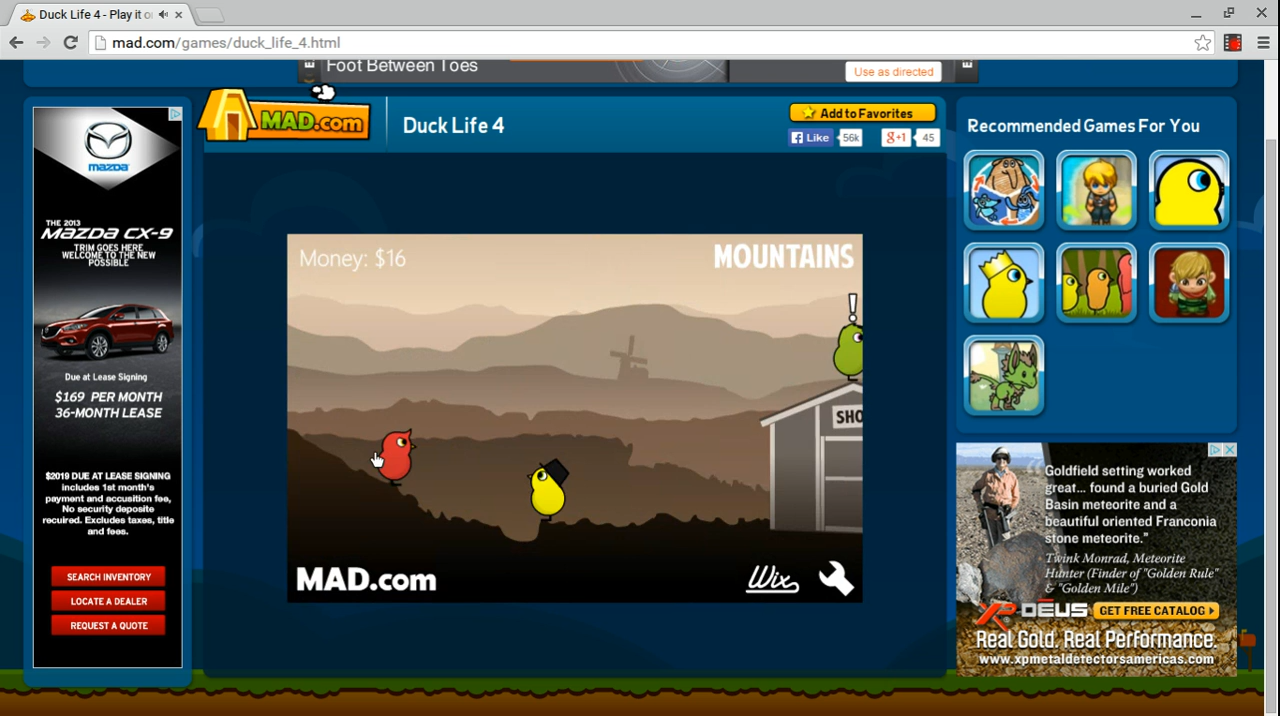 Duck Life 4 - Play it o
mad.com/games/duck_life_4.html
Foot Between Toes
Use as directed
MAD.com
Duck Life 4
Add to Favorites
Like 56k
g+1 45
Recommended Games For You
mazda
THE 2013
MAZDA CX-9
TRIM GOES HERE
WELCOME TO THE NEW
POSSIBLE
Due at Lease Signing
$169 PER MONTH
36-MONTH LEASE
$2019 DUE AT LEASE SIGNING
includes 1st month's
payment and accusition fee,
No security deposite
recuired. Excludes taxes, title
and fees.
SEARCH INVENTORY
LOCATE A DEALER
REQUEST A QUOTE
Money: $16
MOUNTAINS
!
SHO
MAD.com
Wix
Goldfield setting worked
great... found a buried Gold
Basin meteorite and a
beautiful oriented Franconia
stone meteorite.”
Twink Monrad, Meteorite
Hunter (Finder of "Golden Rule"
& "Golden Mile")
XP DEUS GET FREE CATALOG
Real Gold. Real Performance.
www.xpmetaldetectorsamericas.com